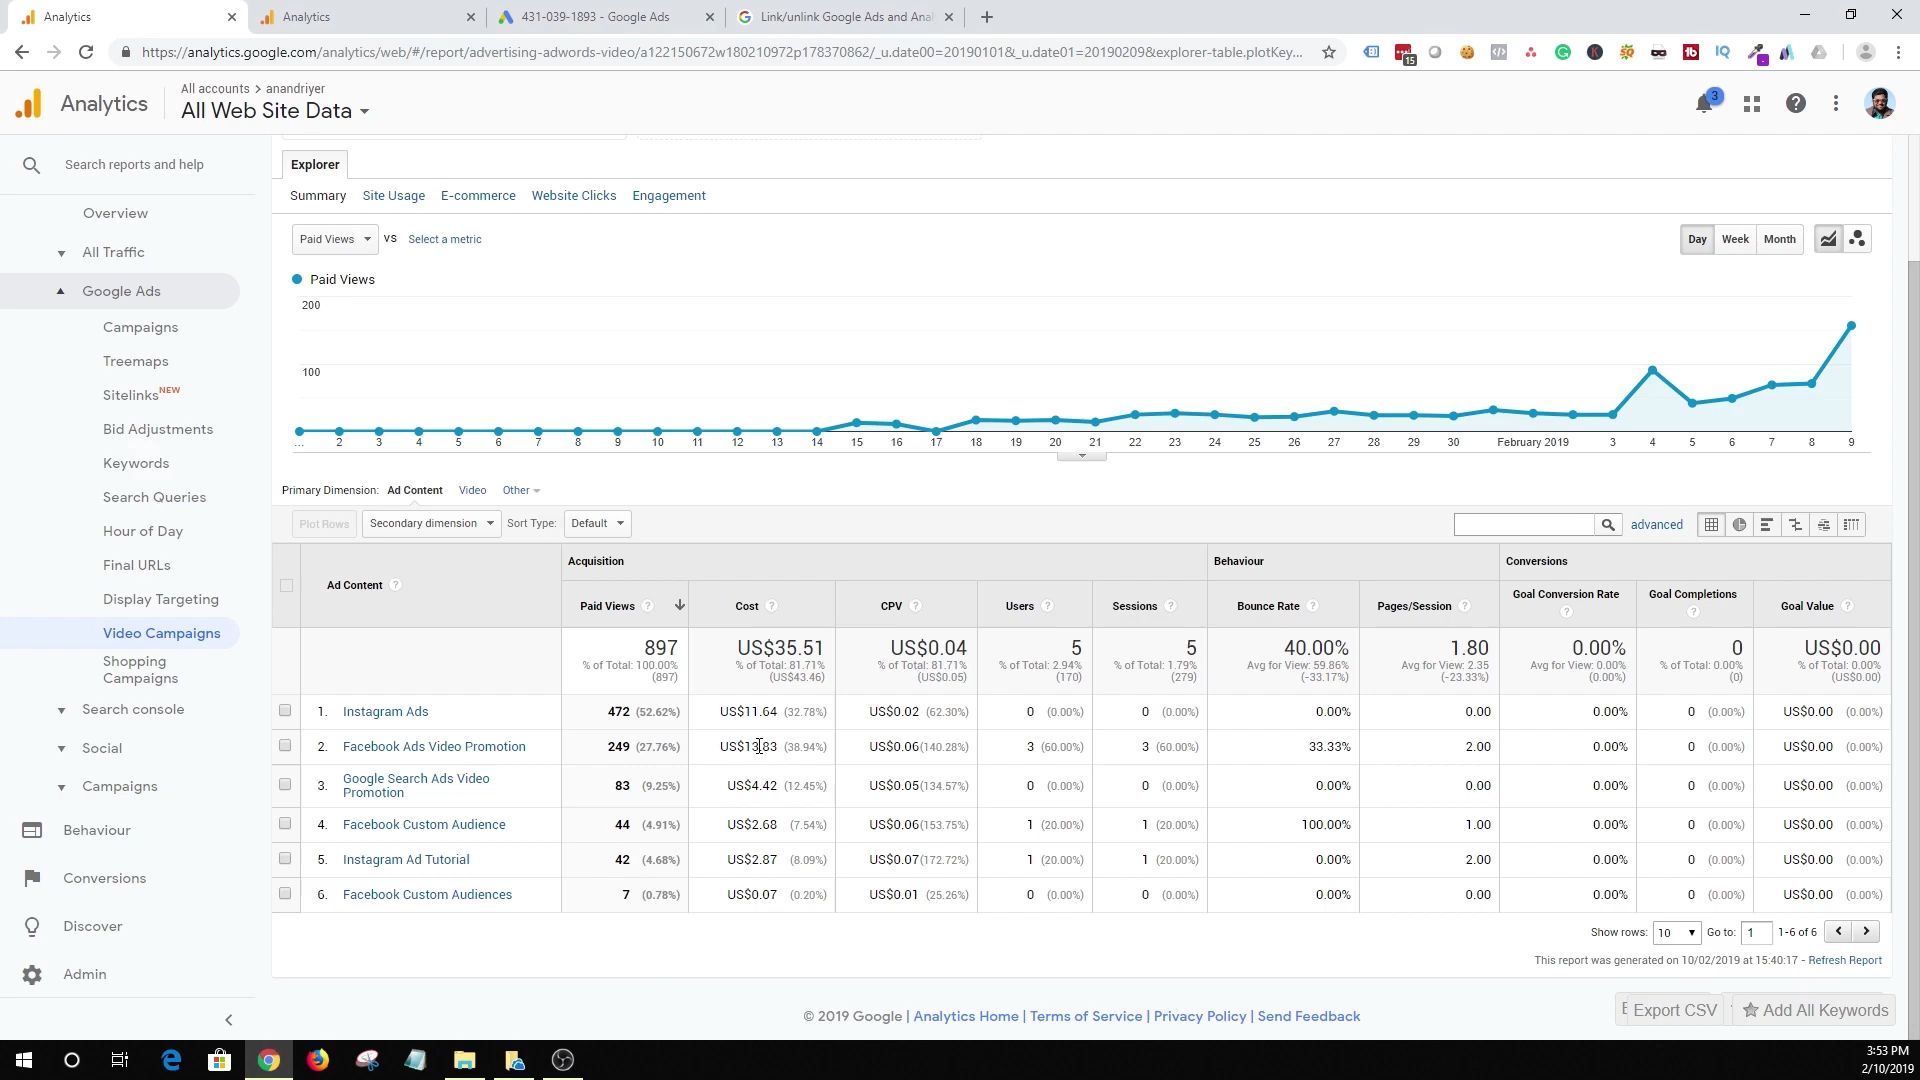 Analytics
Analytics
431-039-1893 - Google Ads
Link/unlink Google Ads and Anal
https://analytics.google.com/analytics/web/#/report/advertising-adwords-video/a122150672w180210972p178370862/_u.date00=20190101&_u.date01=20190209&explorer-table.plotKey...
15
Analytics
All accounts > anandriyer
All Web Site Data
3
Search reports and help
Overview
All Traffic
Google Ads
Campaigns
Treemaps
Sitelinks NEW
Bid Adjustments
Keywords
Search Queries
Hour of Day
Final URLs
Display Targeting
Video Campaigns
Shopping
Campaigns
Search console
Social
Campaigns
Behaviour
Conversions
Discover
Admin
Explorer
Summary Site Usage E-commerce Website Clicks Engagement
Paid Views VS Select a metric
Day Week Month
Paid Views
200
100
... 2 3 4 5 6 7 8 9 10 11 12 13 14 15 16 17 18 19 20 21 22 23 24 25 26 27 28 29 30 February 2019 3 4 5 6 7 8 9
Primary Dimension: Ad Content Video Other
Plot Rows Secondary dimension Sort Type: Default
advanced
Ad Content ?
Acquisition Behaviour Conversions
Paid Views ? Cost ? CPV ? Users ? Sessions ? Bounce Rate ? Pages/Session ? Goal Conversion Rate ? Goal Completions ? Goal Value ?
897 US$35.51 US$0.04 5 5 40.00% 1.80 0.00% 0 US$0.00
% of Total: 100.00% % of Total: 81.71% % of Total: 81.71% % of Total: 2.94% % of Total: 1.79% Avg for View: 59.86% Avg for View: 2.35 Avg for View: 0.00% % of Total: 0.00% % of Total: 0.00%
(897) (US$43.46) (US$0.05) (170) (279) (-33.17%) (-23.33%) (0.00%) (0) (US$0.00)
1. Instagram Ads 472 (52.62%) US$11.64 (32.78%) US$0.02 (62.30%) 0 (0.00%) 0 (0.00%) 0.00% 0.00 0.00% 0 (0.00%) US$0.00 (0.00%)
2. Facebook Ads Video Promotion 249 (27.76%) US$13.83 (38.94%) US$0.06 (140.28%) 3 (60.00%) 3 (60.00%) 33.33% 2.00 0.00% 0 (0.00%) US$0.00 (0.00%)
3. Google Search Ads Video
Promotion 83 (9.25%) US$4.42 (12.45%) US$0.05 (134.57%) 0 (0.00%) 0 (0.00%) 0.00% 0.00 0.00% 0 (0.00%) US$0.00 (0.00%)
4. Facebook Custom Audience 44 (4.91%) US$2.68 (7.54%) US$0.06 (153.75%) 1 (20.00%) 1 (20.00%) 100.00% 1.00 0.00% 0 (0.00%) US$0.00 (0.00%)
5. Instagram Ad Tutorial 42 (4.68%) US$2.87 (8.09%) US$0.07 (172.72%) 1 (20.00%) 1 (20.00%) 0.00% 2.00 0.00% 0 (0.00%) US$0.00 (0.00%)
6. Facebook Custom Audiences 7 (0.78%) US$0.07 (0.20%) US$0.01 (25.26%) 0 (0.00%) 0 (0.00%) 0.00% 0.00 0.00% 0 (0.00%) US$0.00 (0.00%)
Show rows: 10 Go to: 1 1-6 of 6
This report was generated on 10/02/2019 at 15:40:17 - Refresh Report
© 2019 Google | Analytics Home | Terms of Service | Privacy Policy | Send Feedback
Export CSV Add All Keywords
3:53 PM
2/10/2019